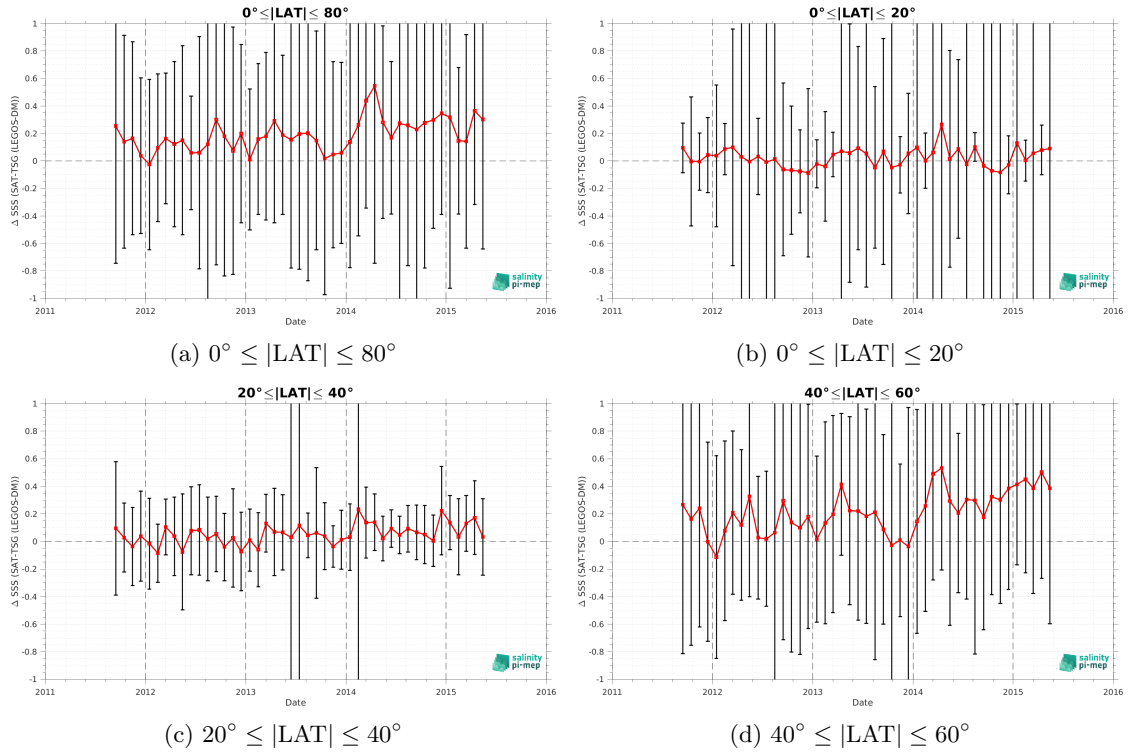 0°≤|LAT|≤ 80°
Δ SSS (SAT-TSG (LEGOS-DM))
1
0.8
0.6
0.4
0.2
0
-0.2
-0.4
-0.6
-0.8
-1
2011 2012 2013 2014 2015 2016
Date
salinity
pi-mep
(a) 0° ≤ |LAT| ≤ 80°
0°≤|LAT|≤ 20°
Δ SSS (SAT-TSG (LEGOS-DM))
1
0.8
0.6
0.4
0.2
0
-0.2
-0.4
-0.6
-0.8
-1
2011 2012 2013 2014 2015 2016
Date
salinity
pi-mep
(b) 0° ≤ |LAT| ≤ 20°
20°≤|LAT|≤ 40°
Δ SSS (SAT-TSG (LEGOS-DM))
1
0.8
0.6
0.4
0.2
0
-0.2
-0.4
-0.6
-0.8
-1
2011 2012 2013 2014 2015 2016
Date
salinity
pi-mep
(c) 20° ≤ |LAT| ≤ 40°
40°≤|LAT|≤ 60°
Δ SSS (SAT-TSG (LEGOS-DM))
1
0.8
0.6
0.4
0.2
0
-0.2
-0.4
-0.6
-0.8
-1
2011 2012 2013 2014 2015 2016
Date
salinity
pi-mep
(d) 40° ≤ |LAT| ≤ 60°